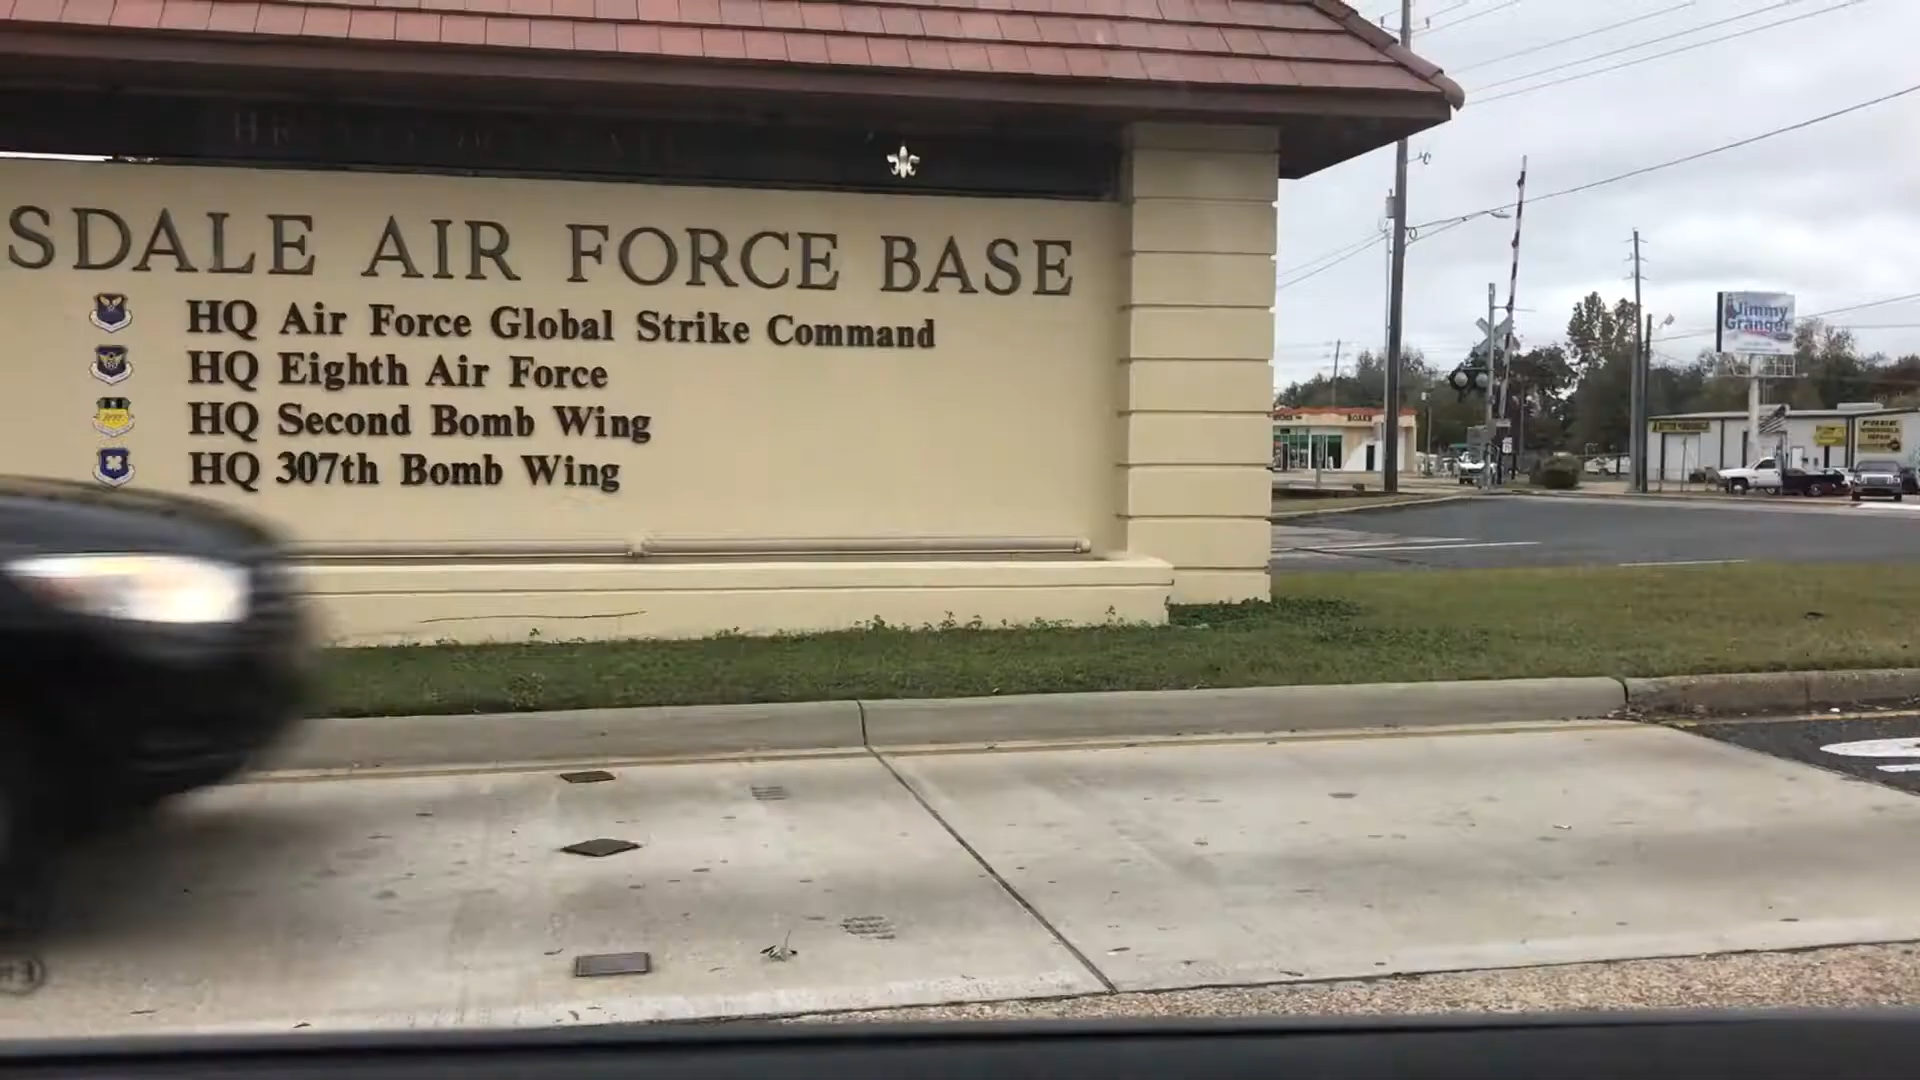 SDALE AIR FORCE BASE
HQ Air Force Global Strike Command
HQ Eighth Air Force
HQ Second Bomb Wing
HQ 307th Bomb Wing
Jimmy
Granger